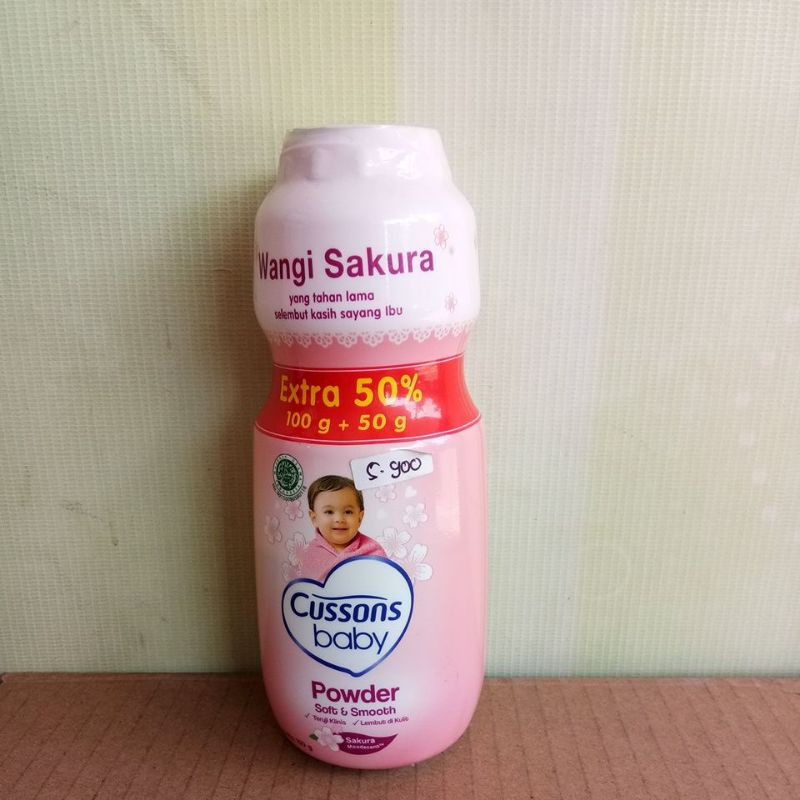 Wangi Sakura
yang tahan lama
selembut kasih sayang Ibu
Extra 50%
100 g + 50 g
5.900
Cussons
baby
Powder
Soft & Smooth
✓ Teruji Klinis ✓ Lembut di Kulit
Sakura